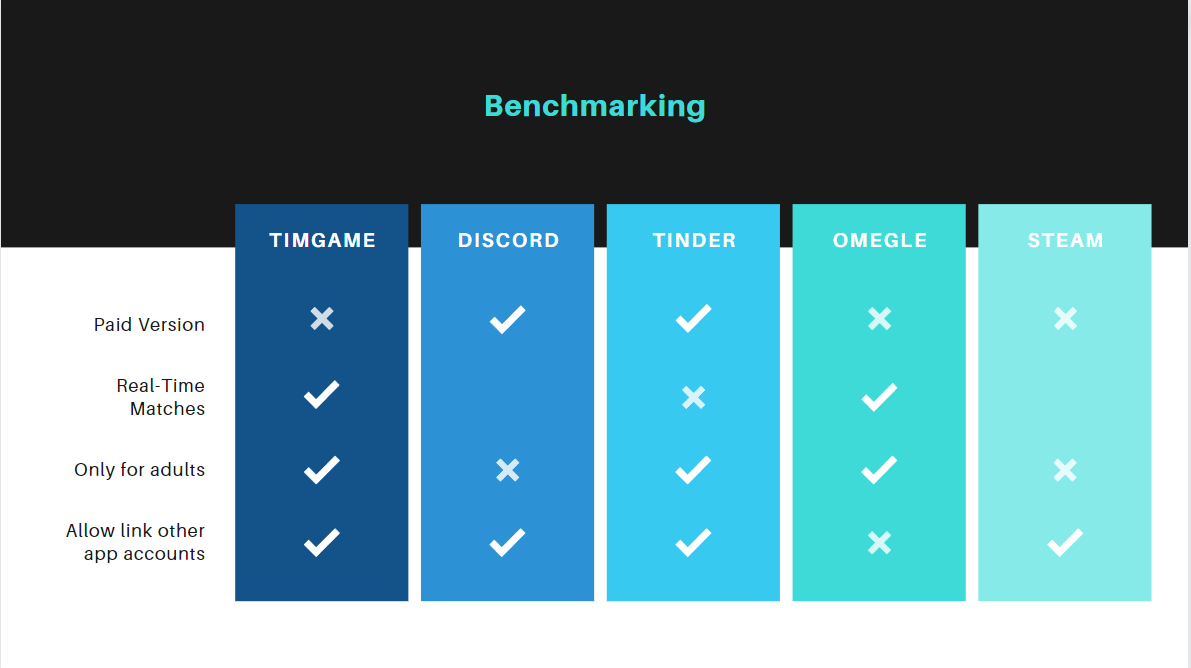 Benchmarking
TIMGAME DISCORD TINDER OMEGLE STEAM
Paid Version
Real-Time
Matches
Only for adults
Allow link other
app accounts